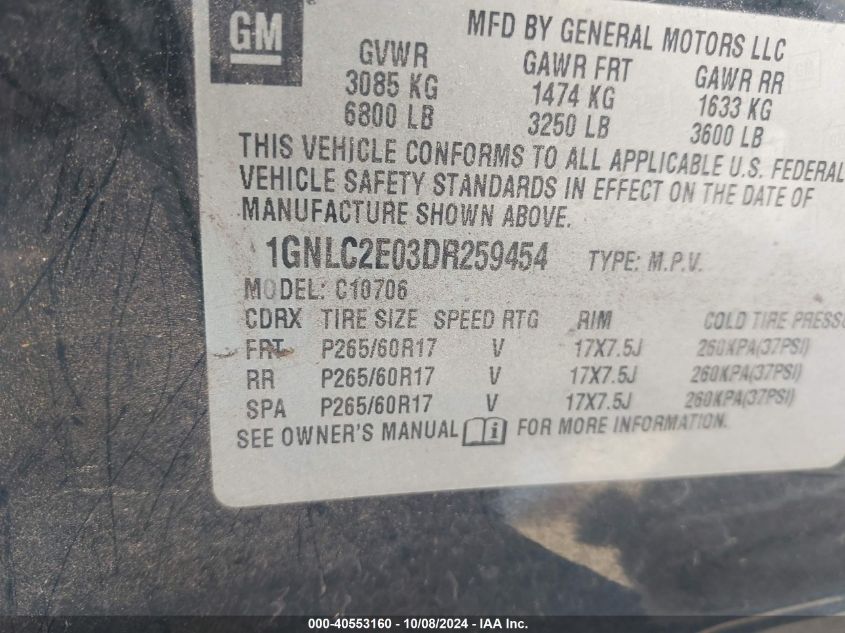 GM
MFD BY GENERAL MOTORS LLC
GVWR GAWR FRT GAWR RR
3085 KG 1474 KG 1633 KG
6800 LB 3250 LB 3600 LB
THIS VEHICLE CONFORMS TO ALL APPLICABLE U.S. FEDERAL
VEHICLE SAFETY STANDARDS IN EFFECT ON THE DATE OF
MANUFACTURE SHOWN ABOVE.
1GNLC2E03DR259454 TYPE: M.P.V.
MODEL: C10706
CDRX TIRE SIZE SPEED RTG RIM COLD TIRE PRESS
FRT P265/60R17 V 17X7.5J 260KPA(37PSI)
RR P265/60R17 V 17X7.5J 260KPA(37PSI)
SPA P265/60R17 V 17X7.5J 260KPA(37PSI)
SEE OWNER'S MANUAL FOR MORE INFORMATION.
000-40553160 - 10/08/2024 - IAA Inc.